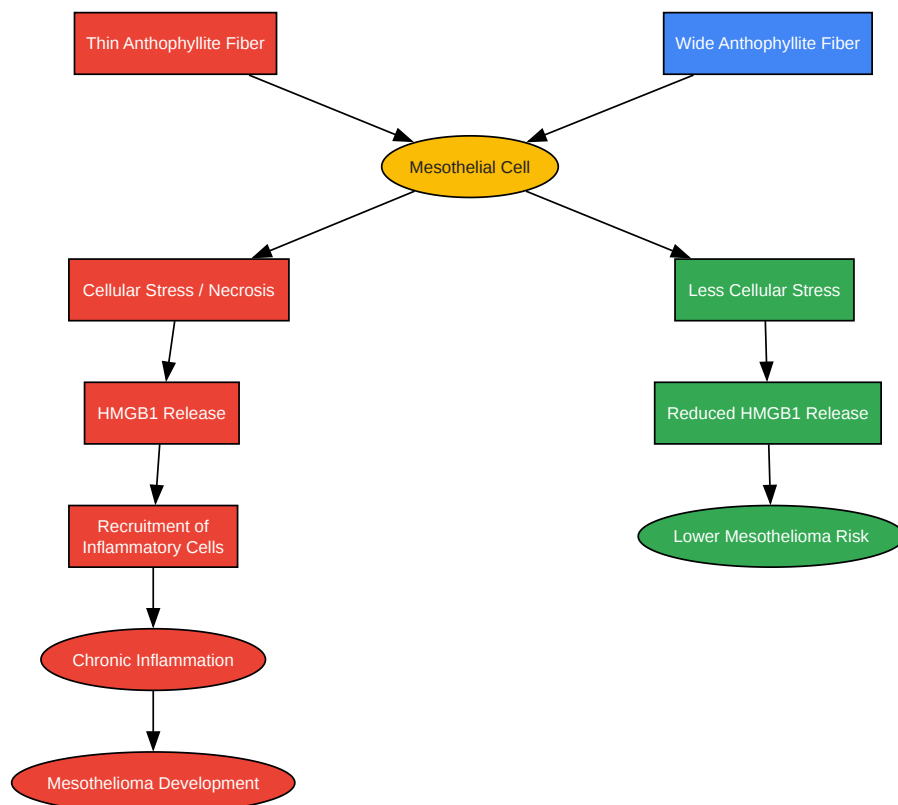 Thin Anthophyllite Fiber
Wide Anthophyllite Fiber
Mesothelial Cell
Cellular Stress / Necrosis
Less Cellular Stress
HMGB1 Release
Reduced HMGB1 Release
Recruitment of
Inflammatory Cells
Lower Mesothelioma Risk
Chronic Inflammation
Mesothelioma Development